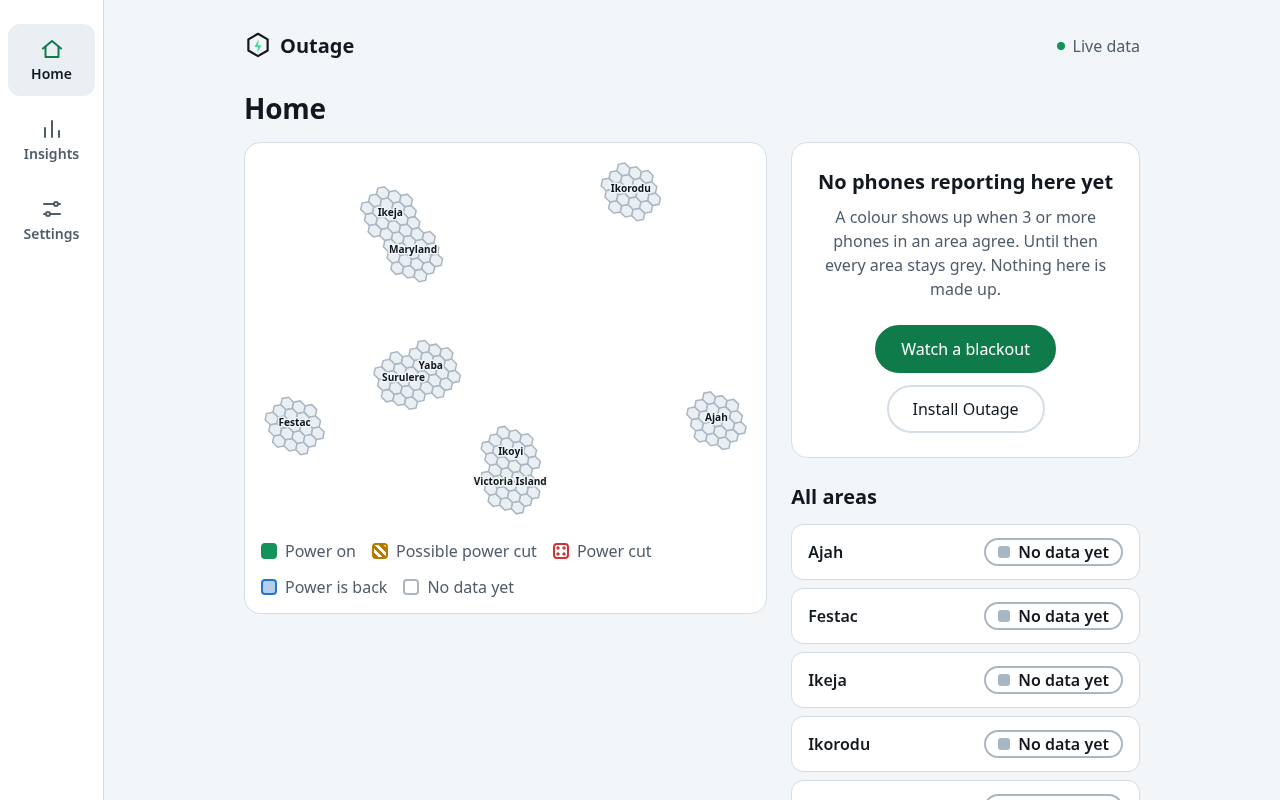 Home
Insights
Settings
Outage
Live data
Home
Ikorodu
Ikeja
Maryland
Yaba
Surulere
Festac
Ajah
Ikoyi
Victoria Island
Power on
Possible power cut
Power cut
Power is back
No data yet
No phones reporting here yet
A colour shows up when 3 or more
phones in an area agree. Until then
every area stays grey. Nothing here is
made up.
Watch a blackout
Install Outage
All areas
Ajah
No data yet
Festac
No data yet
Ikeja
No data yet
Ikorodu
No data yet